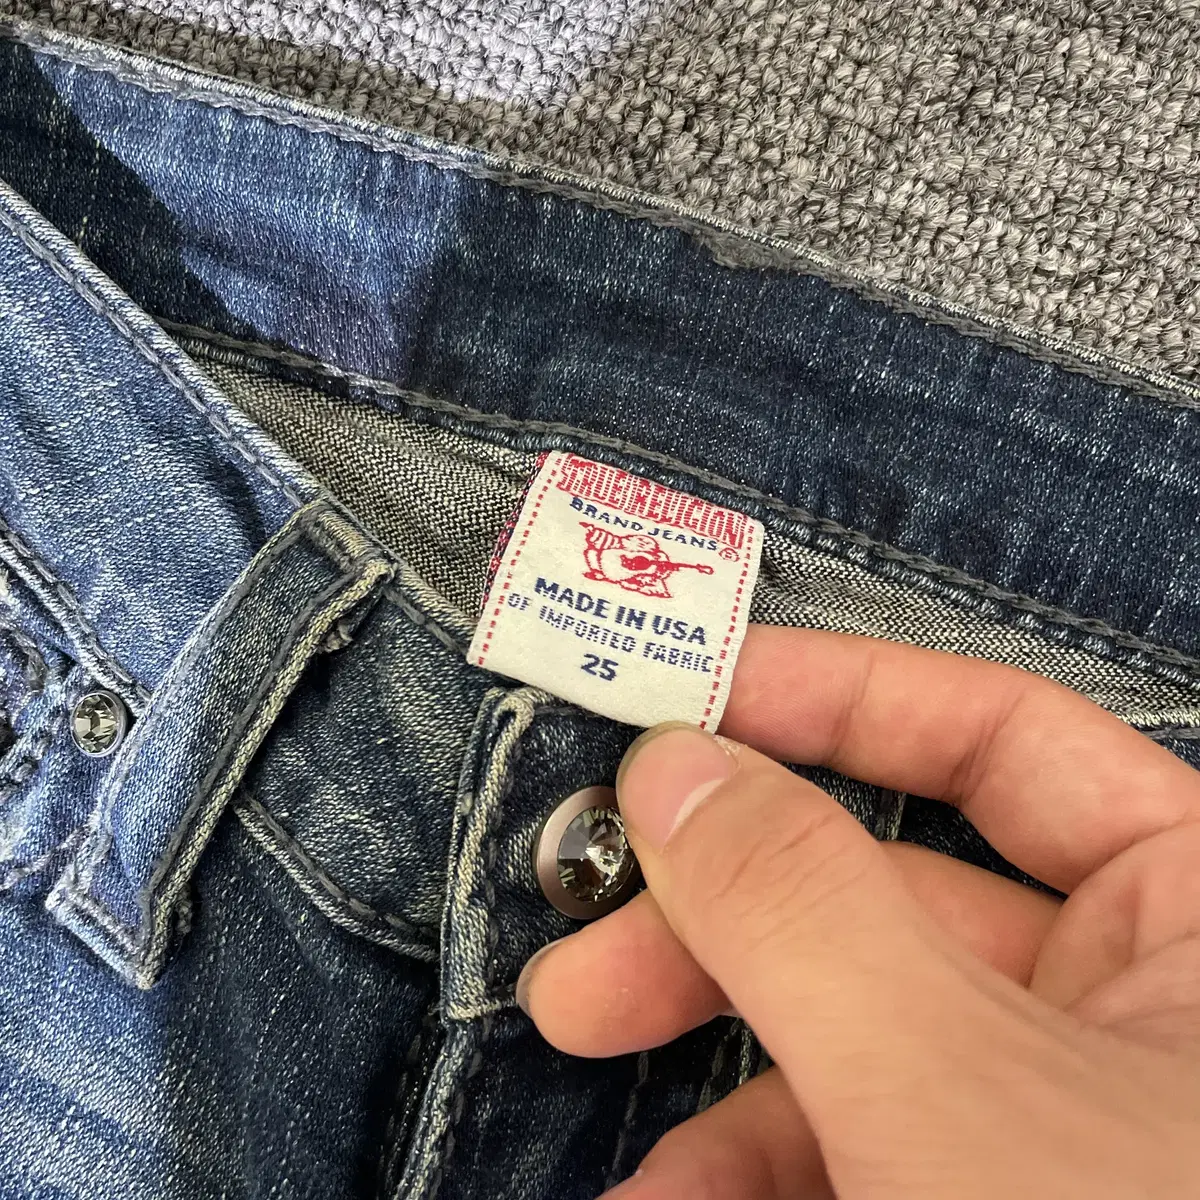 TRUE RELIGION
BRAND JEANS ®
MADE IN USA
OF IMPORTED FABRIC
25